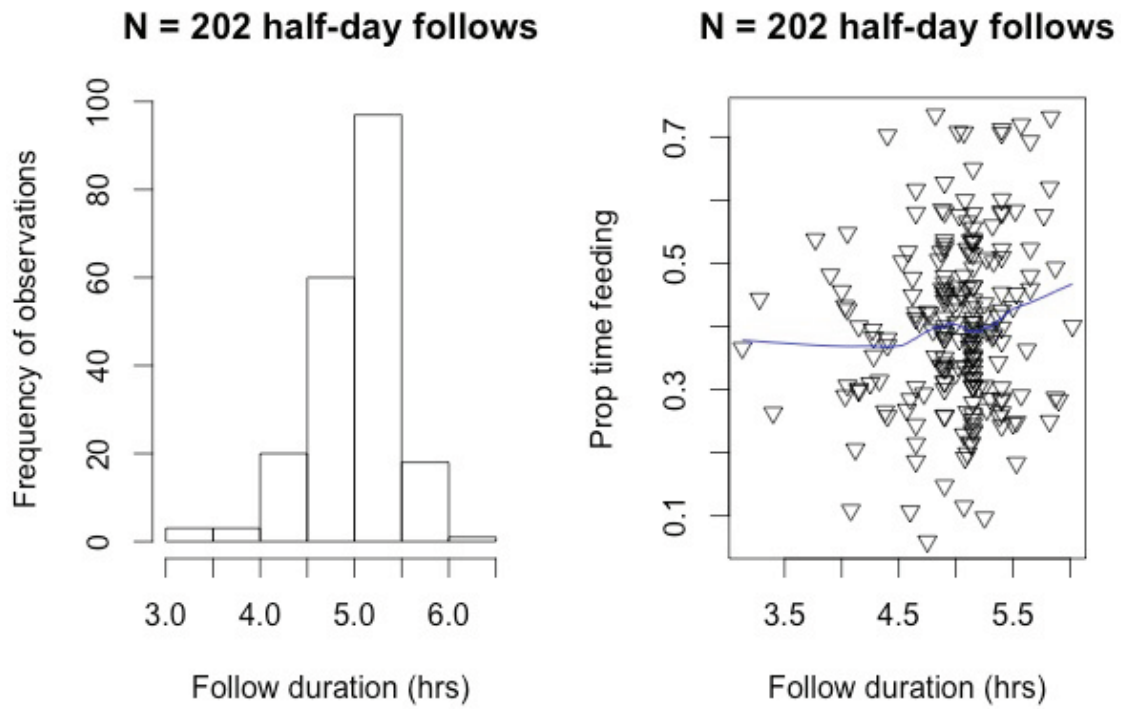 N = 202 half-day follows
Frequency of observations
100
80
60
40
20
0
3.0 4.0 5.0 6.0
Follow duration (hrs)
N = 202 half-day follows
Prop time feeding
0.7
0.5
0.3
0.1
3.5 4.5 5.5
Follow duration (hrs)